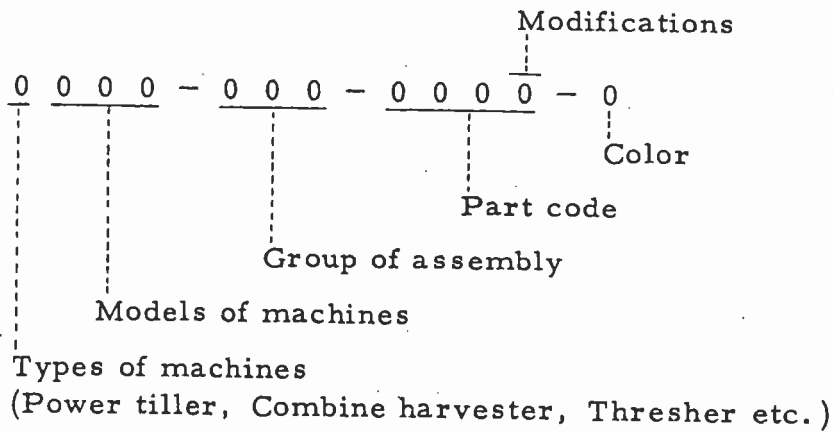 Modifications
0 0 0 0 - 0 0 0 - 0 0 0 0 - 0
Color
Part code
Group of assembly
Models of machines
Types of machines
(Power tiller, Combine harvester, Thresher etc.)